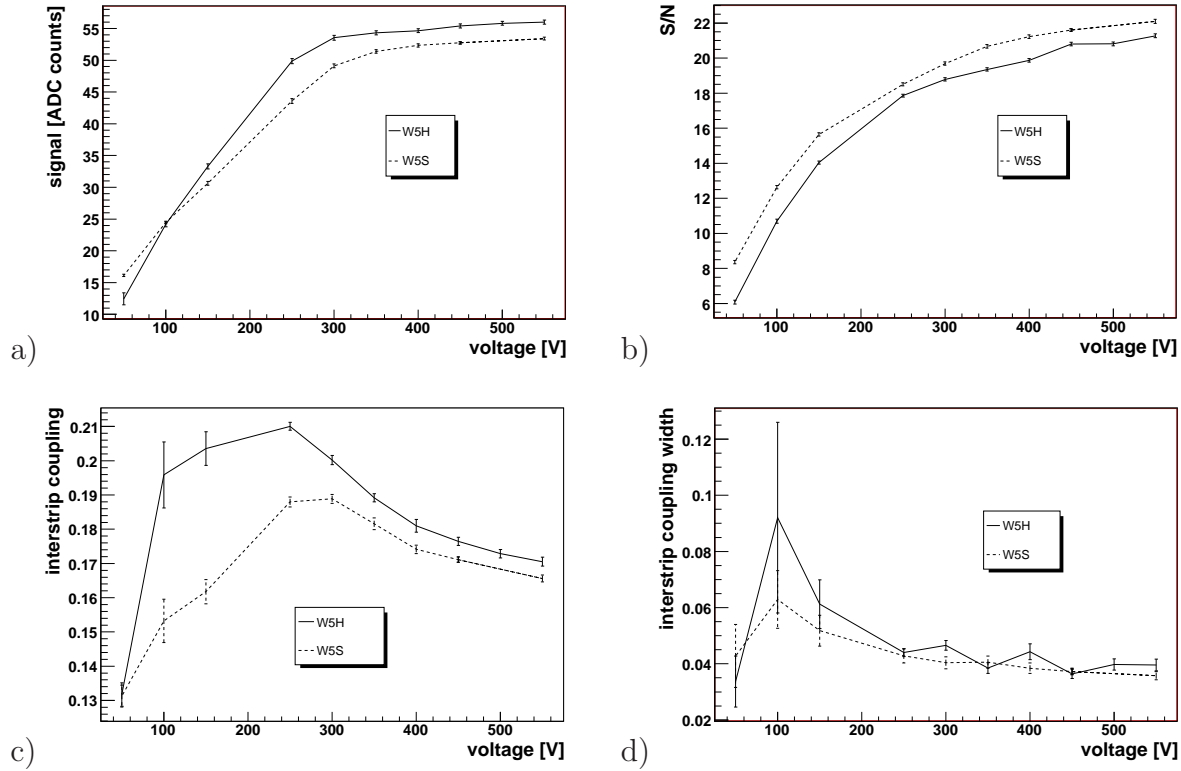 signal [ADC counts]
55
50
45
40
35
30
25
20
15
10
100 200 300 400 500
voltage [V]
W5H
W5S
a)
S/N
22
20
18
16
14
12
10
8
6
100 200 300 400 500
voltage [V]
W5H
W5S
b)
interstrip coupling
0.21
0.2
0.19
0.18
0.17
0.16
0.15
0.14
0.13
100 200 300 400 500
voltage [V]
W5H
W5S
c)
interstrip coupling width
0.12
0.1
0.08
0.06
0.04
0.02
100 200 300 400 500
voltage [V]
W5H
W5S
d)